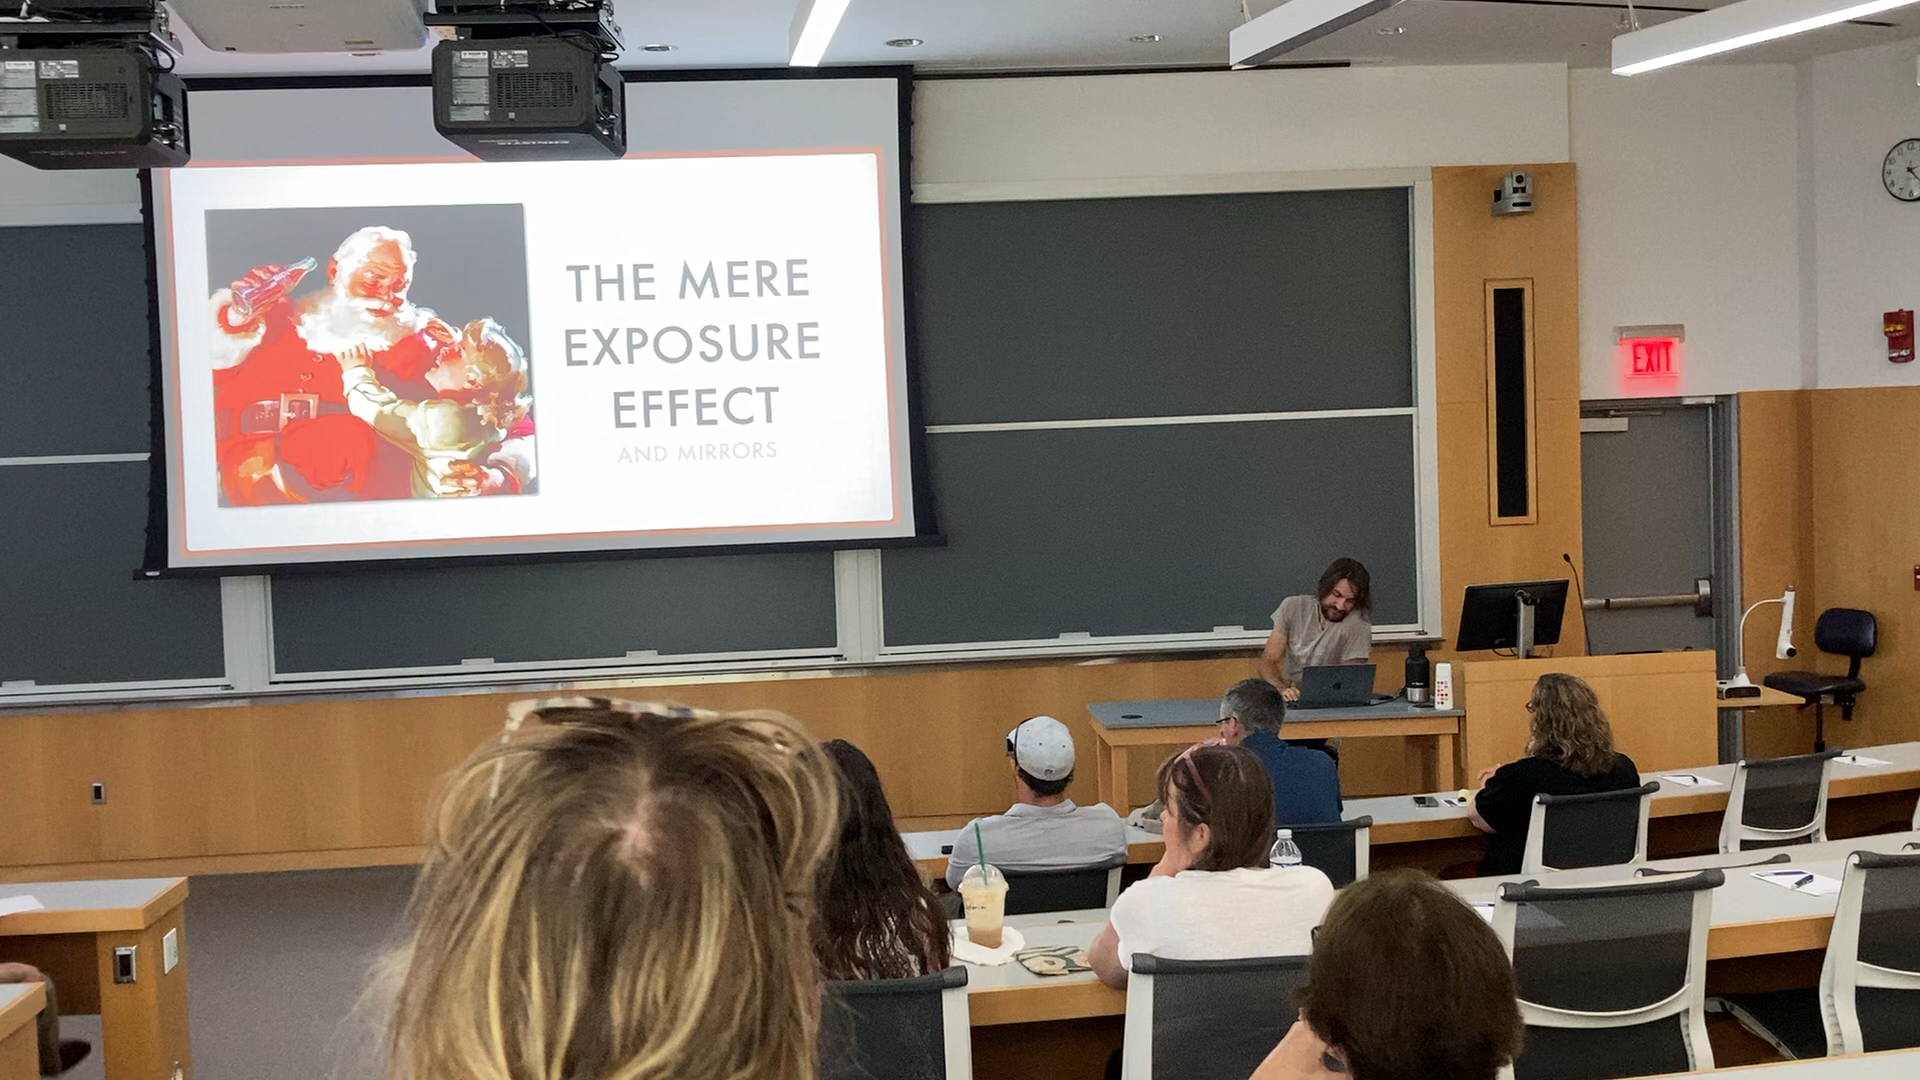 THE MERE
EXPOSURE
EFFECT
AND MIRRORS
EXIT